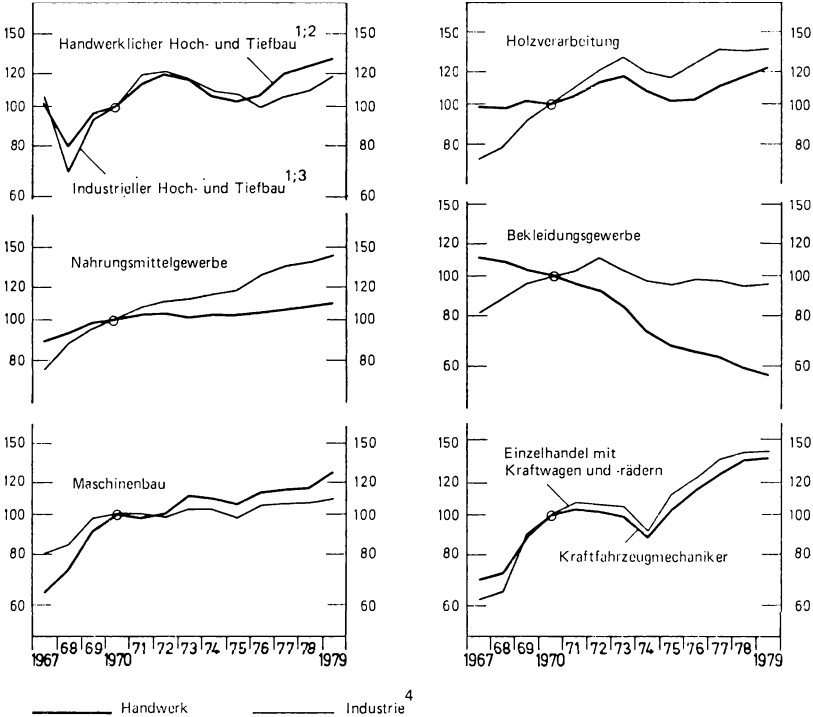 1;2
Handwerklicher Hoch- und Tiefbau
150 150
120 120
100 100
80 80
60 60
Industrieller Hoch- und Tiefbau
1;3
Holzverarbeitung
150 150
120 120
100 100
80 80
60
Nahrungsmittelgewerbe
150 150
120 120
100 100
80 80
Bekleidungsgewerbe
150 150
120 120
100 100
80 80
60 60
Maschinenbau
150 150
120 120
100 100
80 80
60 60
1967 '68 '69 1970 '71 '72 '73 '74 '75 '76 '77 '78 1979
Einzelhandel mit
Kraftwagen und -rädern
150 150
120 120
100 100
80 80
60 60
Kraftfahrzeugmechaniker
1967 '68 '69 1970 '71 '72 '73 '74 '75 '76 '77 '78 1979
Handwerk
Industrie 4